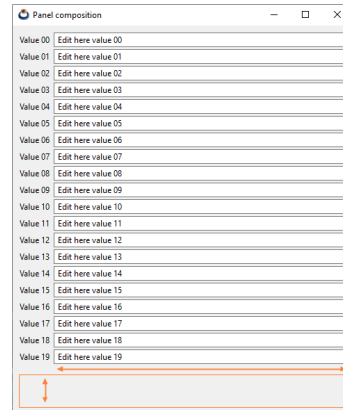 Panel composition
Value 00 Edit here value 00
Value 01 Edit here value 01
Value 02 Edit here value 02
Value 03 Edit here value 03
Value 04 Edit here value 04
Value 05 Edit here value 05
Value 06 Edit here value 06
Value 07 Edit here value 07
Value 08 Edit here value 08
Value 09 Edit here value 09
Value 10 Edit here value 10
Value 11 Edit here value 11
Value 12 Edit here value 12
Value 13 Edit here value 13
Value 14 Edit here value 14
Value 15 Edit here value 15
Value 16 Edit here value 16
Value 17 Edit here value 17
Value 18 Edit here value 18
Value 19 Edit here value 19